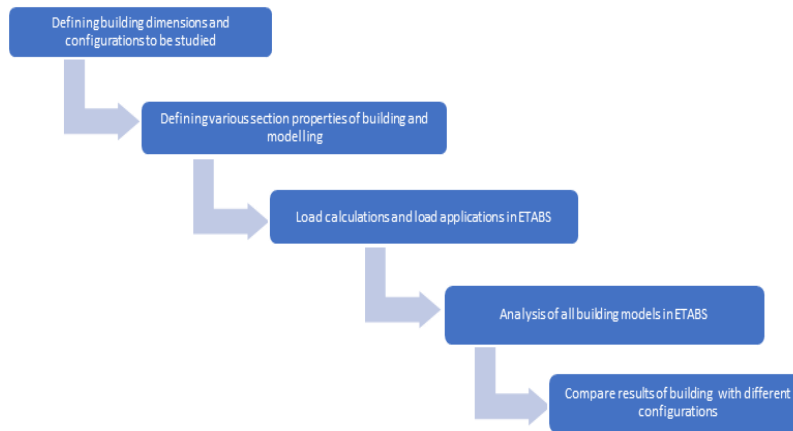 Defining building dimensions and
configurations to be studied
Defining various section properties of building and
modelling
Load calculations and load applications in ETABS
Analysis of all building models in ETABS
Compare results of building with different
configurations